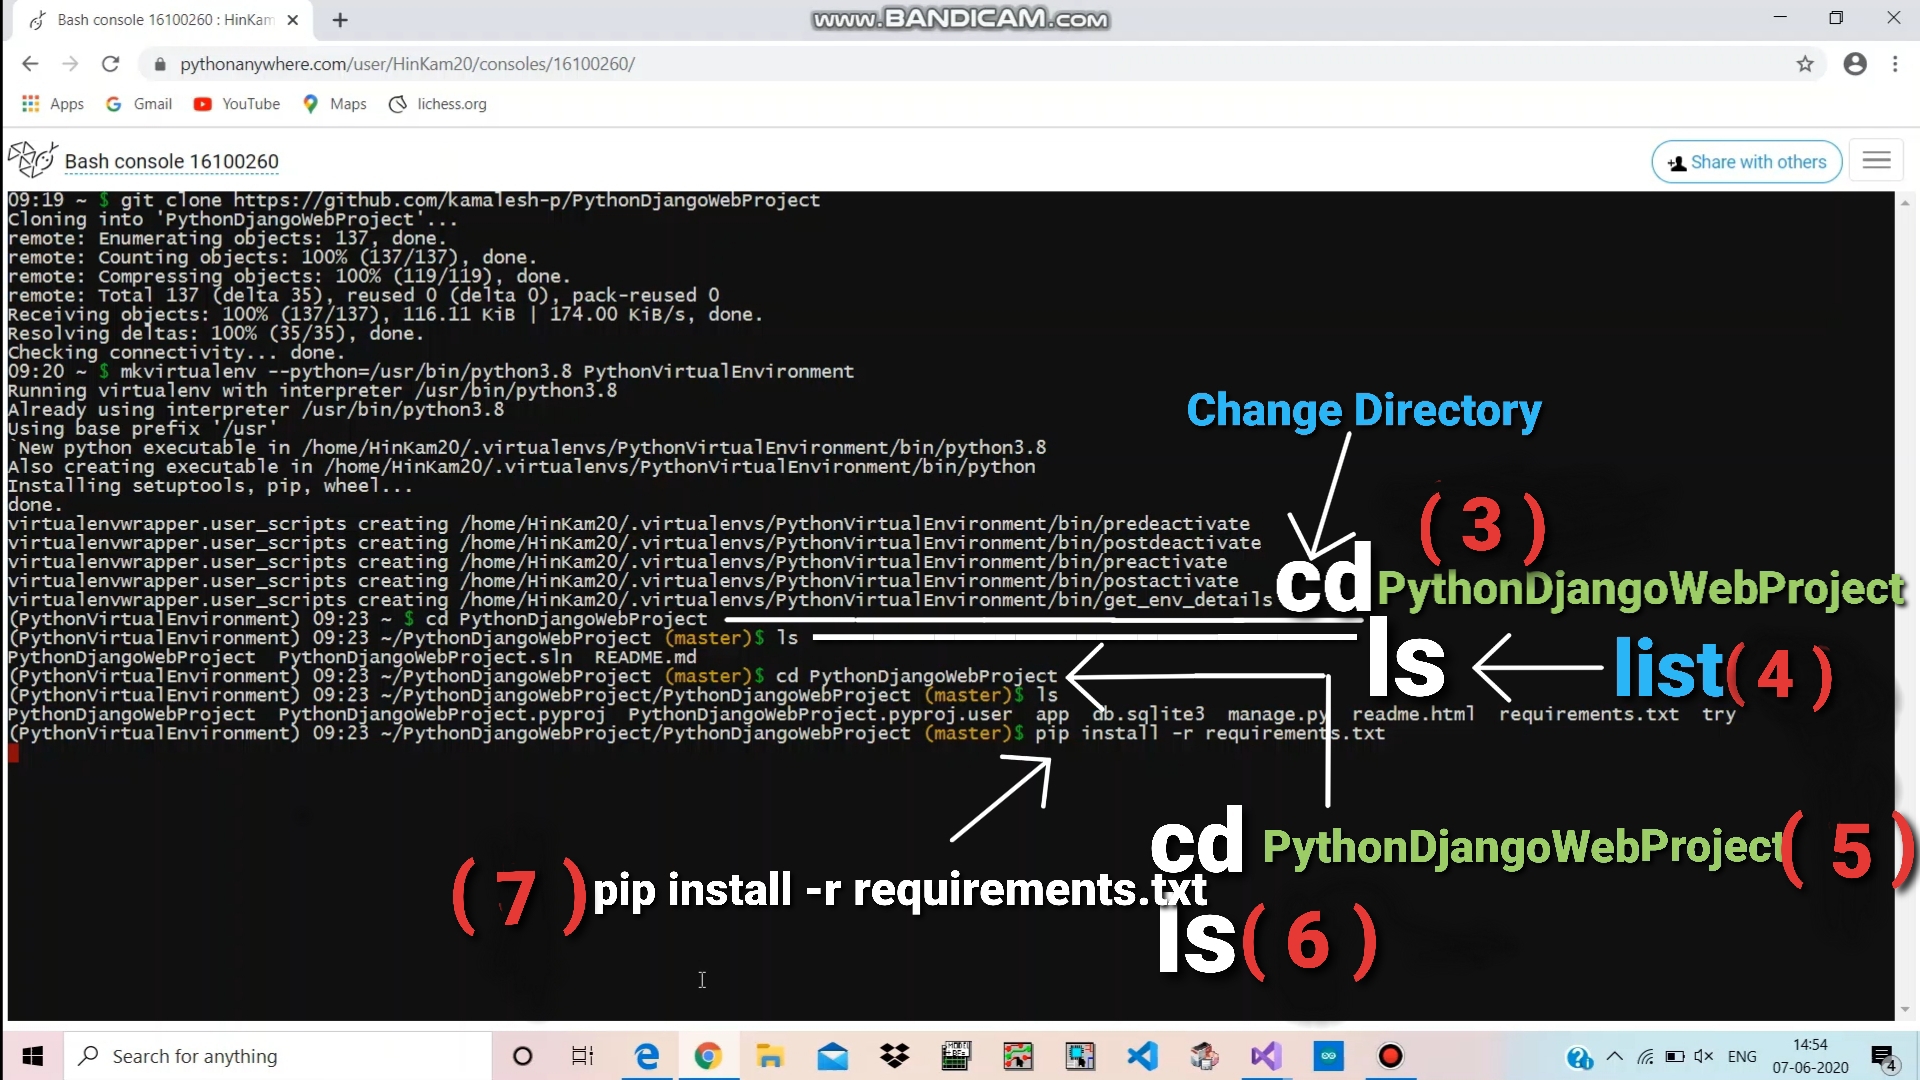 Bash console 16100260 : HinKam
www.BANDICAM.com
pythonanywhere.com/user/HinKam20/consoles/16100260/
Apps Gmail YouTube Maps lichess.org
Bash console 16100260
Share with others
09:19 ~ $ git clone https://github.com/kamalesh-p/PythonDjangoWebProject
Cloning into 'PythonDjangoWebProject'...
remote: Enumerating objects: 137, done.
remote: Counting objects: 100% (137/137), done.
remote: Compressing objects: 100% (119/119), done.
remote: Total 137 (delta 35), reused 0 (delta 0), pack-reused 0
Receiving objects: 100% (137/137), 116.11 KiB | 174.00 KiB/s, done.
Resolving deltas: 100% (35/35), done.
Checking connectivity... done.
09:20 ~ $ mkvirtualenv --python=/usr/bin/python3.8 PythonVirtualEnvironment
Running virtualenv with interpreter /usr/bin/python3.8
Already using interpreter /usr/bin/python3.8
Using base prefix '/usr'
`New python executable in /home/HinKam20/.virtualenvs/PythonVirtualEnvironment/bin/python3.8
Also creating executable in /home/HinKam20/.virtualenvs/PythonVirtualEnvironment/bin/python
Installing setuptools, pip, wheel...
done.
virtualenvwrapper.user_scripts creating /home/HinKam20/.virtualenvs/PythonVirtualEnvironment/bin/predeactivate
virtualenvwrapper.user_scripts creating /home/HinKam20/.virtualenvs/PythonVirtualEnvironment/bin/postdeactivate
virtualenvwrapper.user_scripts creating /home/HinKam20/.virtualenvs/PythonVirtualEnvironment/bin/preactivate
virtualenvwrapper.user_scripts creating /home/HinKam20/.virtualenvs/PythonVirtualEnvironment/bin/postactivate
virtualenvwrapper.user_scripts creating /home/HinKam20/.virtualenvs/PythonVirtualEnvironment/bin/get_env_details
(PythonVirtualEnvironment) 09:23 ~ $ cd PythonDjangoWebProject
(PythonVirtualEnvironment) 09:23 ~/PythonDjangoWebProject (master)$ ls
PythonDjangoWebProject PythonDjangoWebProject.sln README.md
(PythonVirtualEnvironment) 09:23 ~/PythonDjangoWebProject (master)$ cd PythonDjangoWebProject
(PythonVirtualEnvironment) 09:23 ~/PythonDjangoWebProject/PythonDjangoWebProject (master)$ ls
PythonDjangoWebProject PythonDjangoWebProject.pyproj PythonDjangoWebProject.pyproj.user app db.sqlite3 manage.py readme.html requirements.txt try
(PythonVirtualEnvironment) 09:23 ~/PythonDjangoWebProject/PythonDjangoWebProject (master)$ pip install -r requirements.txt
Change Directory
( 3 )
cd PythonDjangoWebProject
ls list ( 4 )
cd PythonDjangoWebProject ( 5 )
( 7 ) pip install -r requirements.txt
ls ( 6 )
Search for anything
ENG
14:54
07-06-2020
4